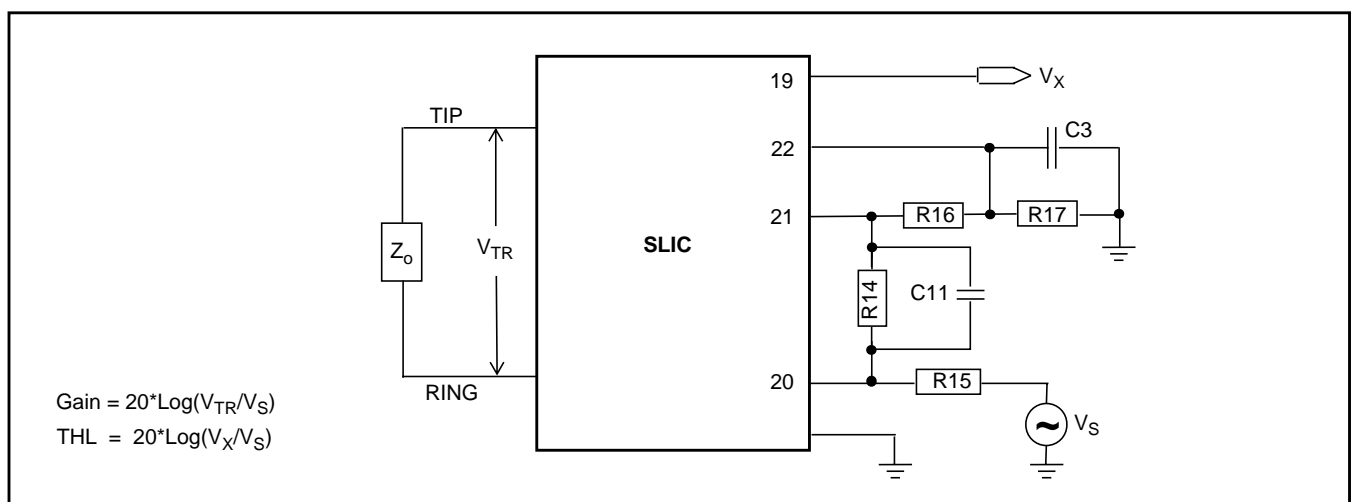 19
V_X
TIP
C3
22
21
R16
R17
SLIC
Z_o
V_TR
R14
C11
20
R15
RING
Gain = 20*Log(V_TR/V_S)
V_S
THL = 20*Log(V_X/V_S)